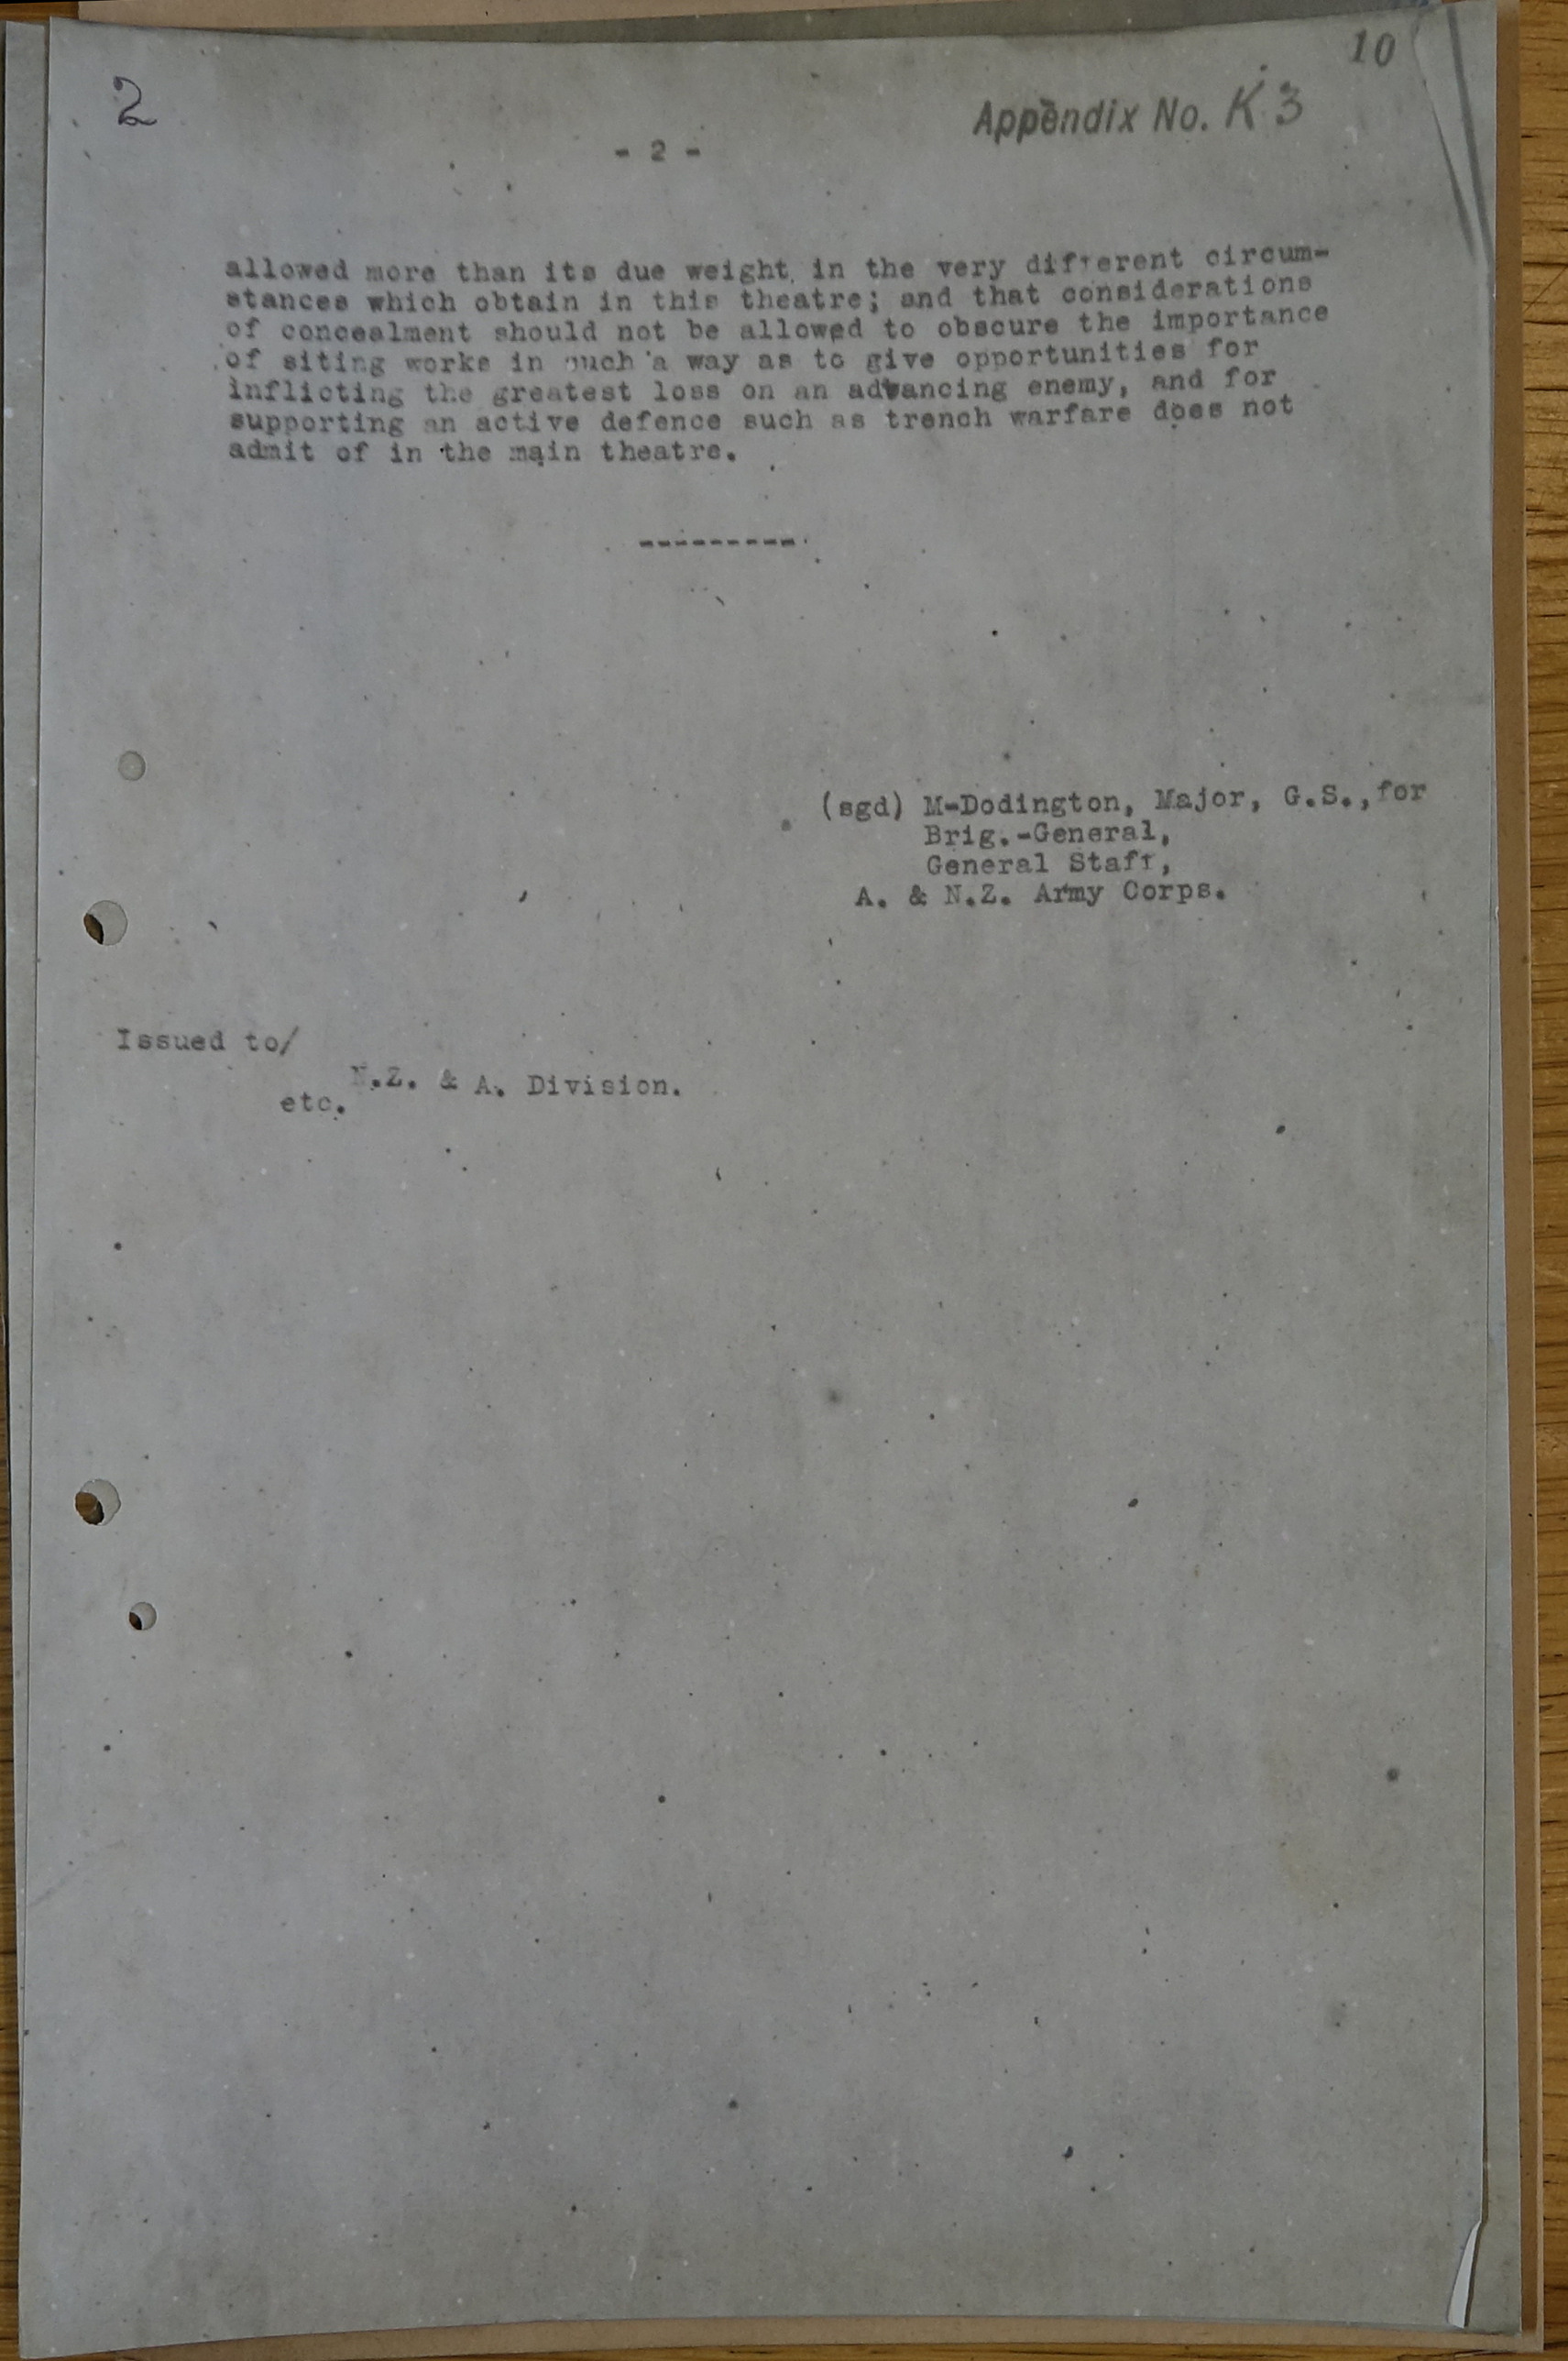 10
2
Appendix No. K 3
- 2 -
allowed more than its due weight in the very different circum-
stances which obtain in this theatre; and that considerations
of concealment should not be allowed to obscure the importance
of siting works in such a way as to give opportunities for
inflicting the greatest loss on an advancing enemy, and for
supporting an active defence such as trench warfare does not
admit of in the main theatre.
---------
(sgd) M-Dodington, Major, G.S.,for
Brig.-General,
General Staff,
A. & N.Z. Army Corps.
Issued to/
N.Z. & A. Division.
etc.